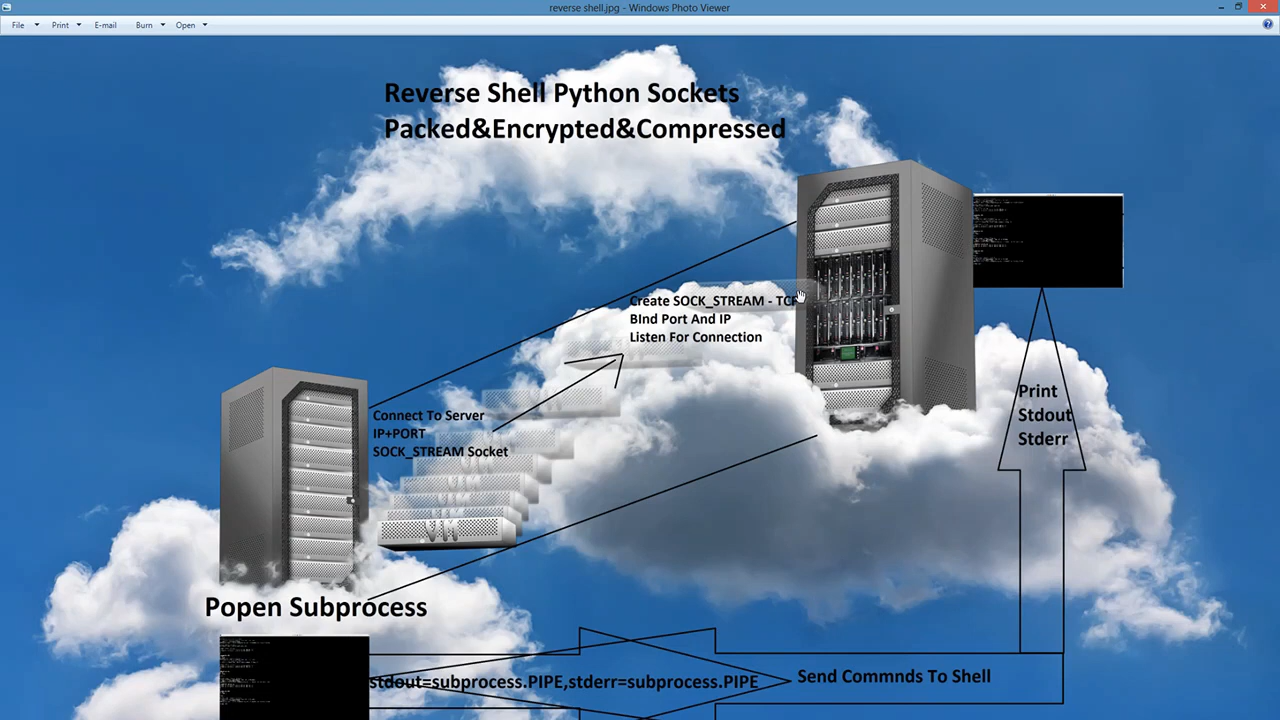 reverse shell.jpg - Windows Photo Viewer
File Print E-mail Burn Open
Reverse Shell Python Sockets
Packed&Encrypted&Compressed
Create SOCK_STREAM - TCP
BInd Port And IP
Listen For Connection
Connect To Server
IP+PORT
SOCK_STREAM Socket
Print
Stdout
Stderr
Popen Subprocess
stdout=subprocess.PIPE,stderr=subprocess.PIPE
Send Commnds To Shell